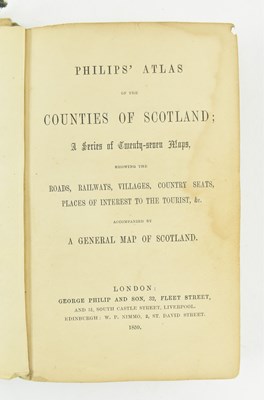 PHILIPS' ATLAS
OF THE
COUNTIES OF SCOTLAND;
A Series of Twenty-seven Maps,
SHOWING THE
ROADS, RAILWAYS, VILLAGES, COUNTRY SEATS,
PLACES OF INTEREST TO THE TOURIST, &c.
ACCOMPANIED BY
A GENERAL MAP OF SCOTLAND.
LONDON:
GEORGE PHILIP AND SON, 32, FLEET STREET,
AND 51, SOUTH CASTLE STREET, LIVERPOOL.
EDINBURGH: W. P. NIMMO, 2, ST. DAVID STREET.